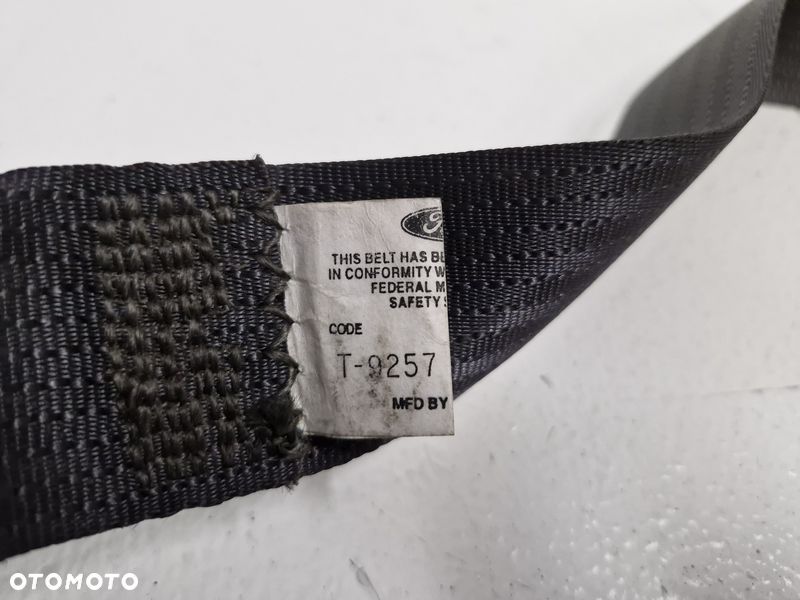 THIS BELT HAS BE
IN CONFORMITY W
FEDERAL M
SAFETY S
CODE
T-9257
MFD BY
OTOMOTO